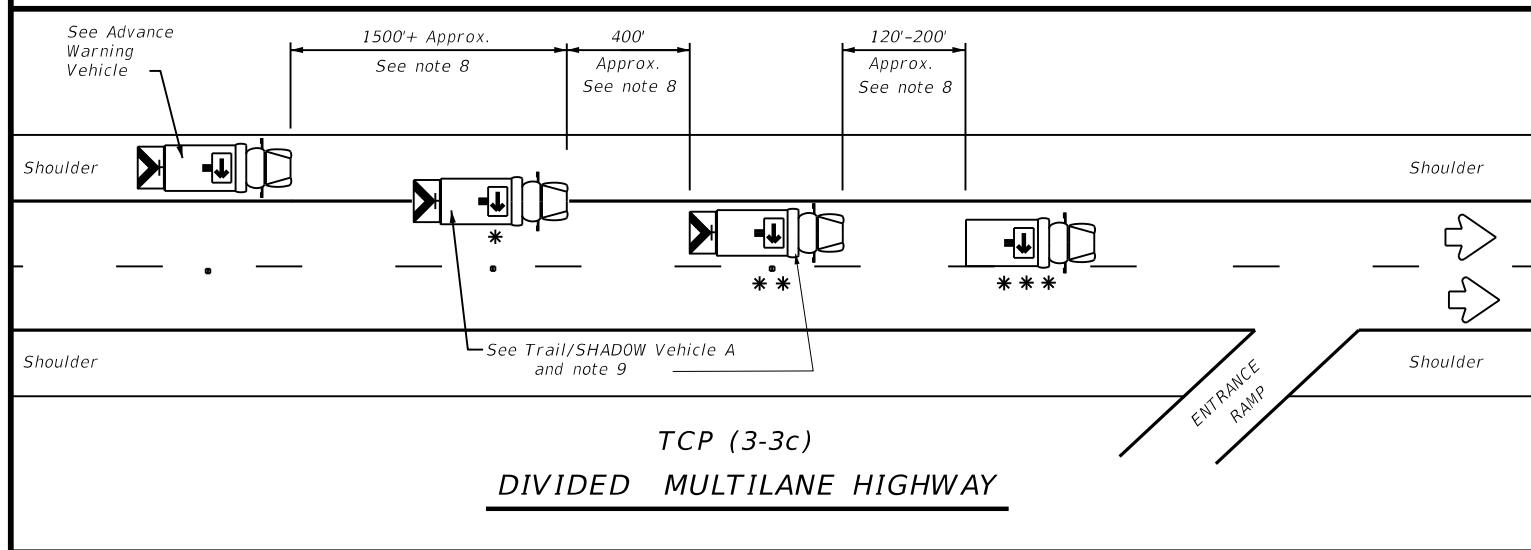 See Advance
Warning
Vehicle
1500'+ Approx.
See note 8
400'
Approx.
See note 8
120'-200'
Approx.
See note 8
Shoulder
Shoulder
*
**
***
See Trail/SHADOW Vehicle A
and note 9
Shoulder
Shoulder
ENTRANCE
RAMP
TCP (3-3c)
DIVIDED MULTILANE HIGHWAY